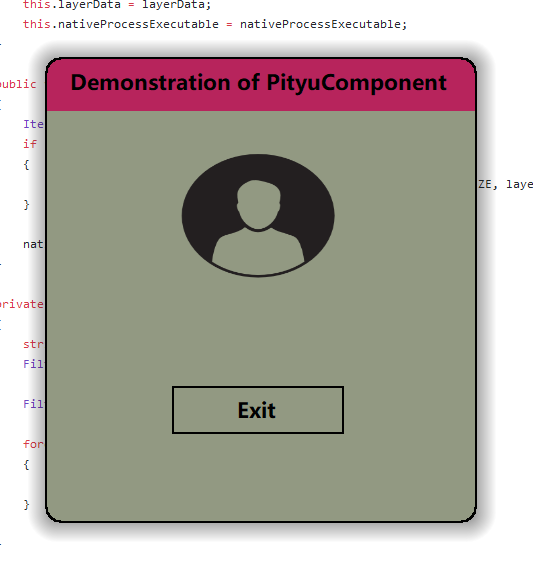 this.layerData = layerData;
this.nativeProcessExecutable = nativeProcessExecutable;
public
Demonstration of PityuComponent
{
Ite
if
{
ZE, laye
}
nat
private
{
str
Fil
Exit
Fil
for
{
}